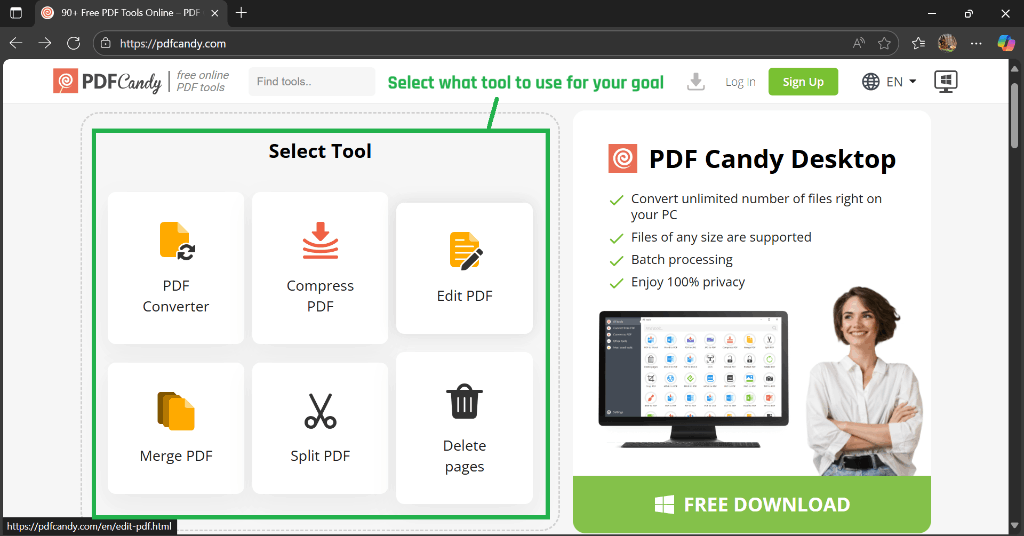 90+ Free PDF Tools Online – PDF
https://pdfcandy.com
PDFCandy
free online
PDF tools
Find tools..
Select what tool to use for your goal
Log In
Sign Up
EN
Select Tool
PDF
Converter
Compress
PDF
Edit PDF
Merge PDF
Split PDF
Delete
pages
PDF Candy Desktop
Convert unlimited number of files right on
your PC
Files of any size are supported
Batch processing
Enjoy 100% privacy
FREE DOWNLOAD
https://pdfcandy.com/en/edit-pdf.html